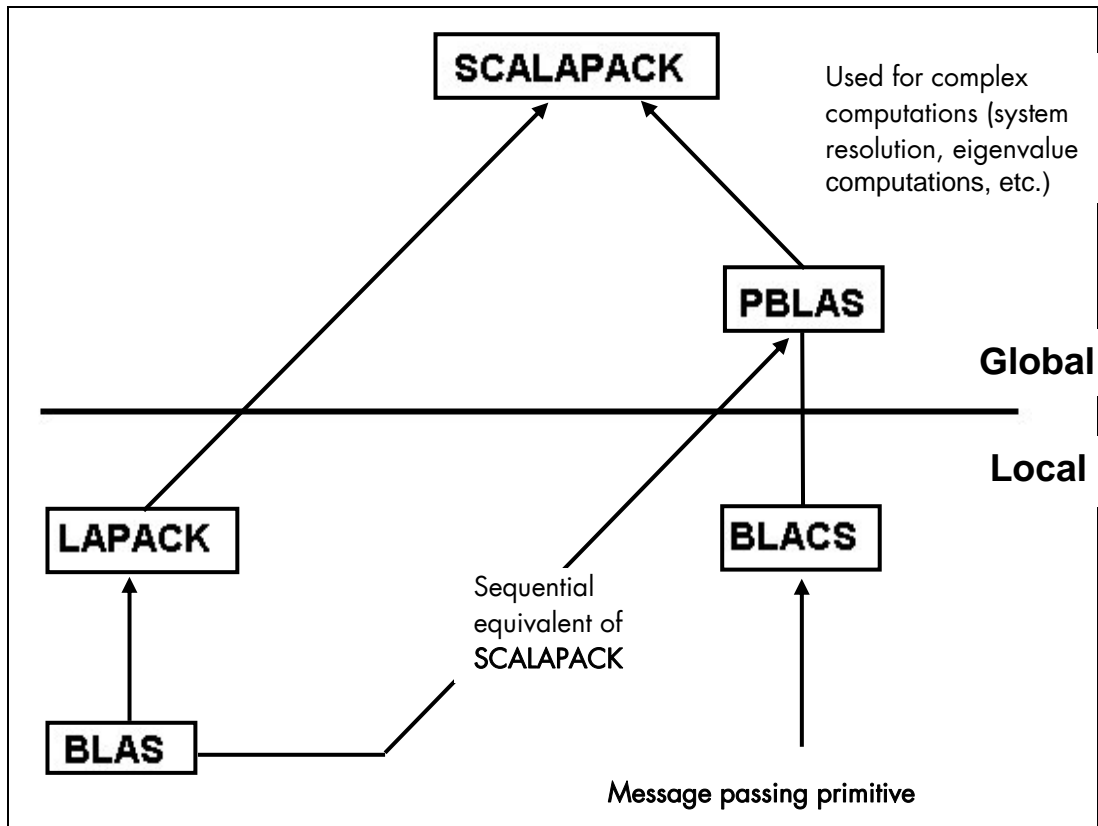 SCALAPACK
Used for complex
computations (system
resolution, eigenvalue
computations, etc.)
PBLAS
Global
Local
LAPACK
BLACS
Sequential
equivalent of
SCALAPACK
BLAS
Message passing primitive